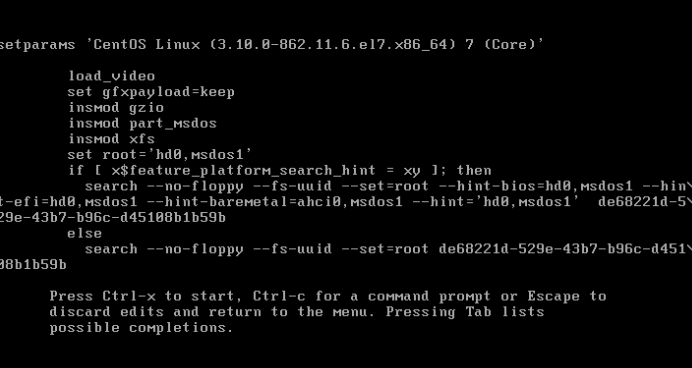 setparams 'CentOS Linux (3.10.0-862.11.6.el7.x86_64) 7 (Core)'
load_video
set gfxpayload=keep
insmod gzio
insmod part_msdos
insmod xfs
set root='hd0,msdos1'
if [ x$feature_platform_search_hint = xy ]; then
search --no-floppy --fs-uuid --set=root --hint-bios=hd0,msdos1 --hin\
t-efi=hd0,msdos1 --hint-baremetal=ahci0,msdos1 --hint='hd0,msdos1' de68221d-5\
29e-43b7-b96c-d45108b1b59b
else
search --no-floppy --fs-uuid --set=root de68221d-529e-43b7-b96c-d451\
08b1b59b
Press Ctrl-x to start, Ctrl-c for a command prompt or Escape to
discard edits and return to the menu. Pressing Tab lists
possible completions.